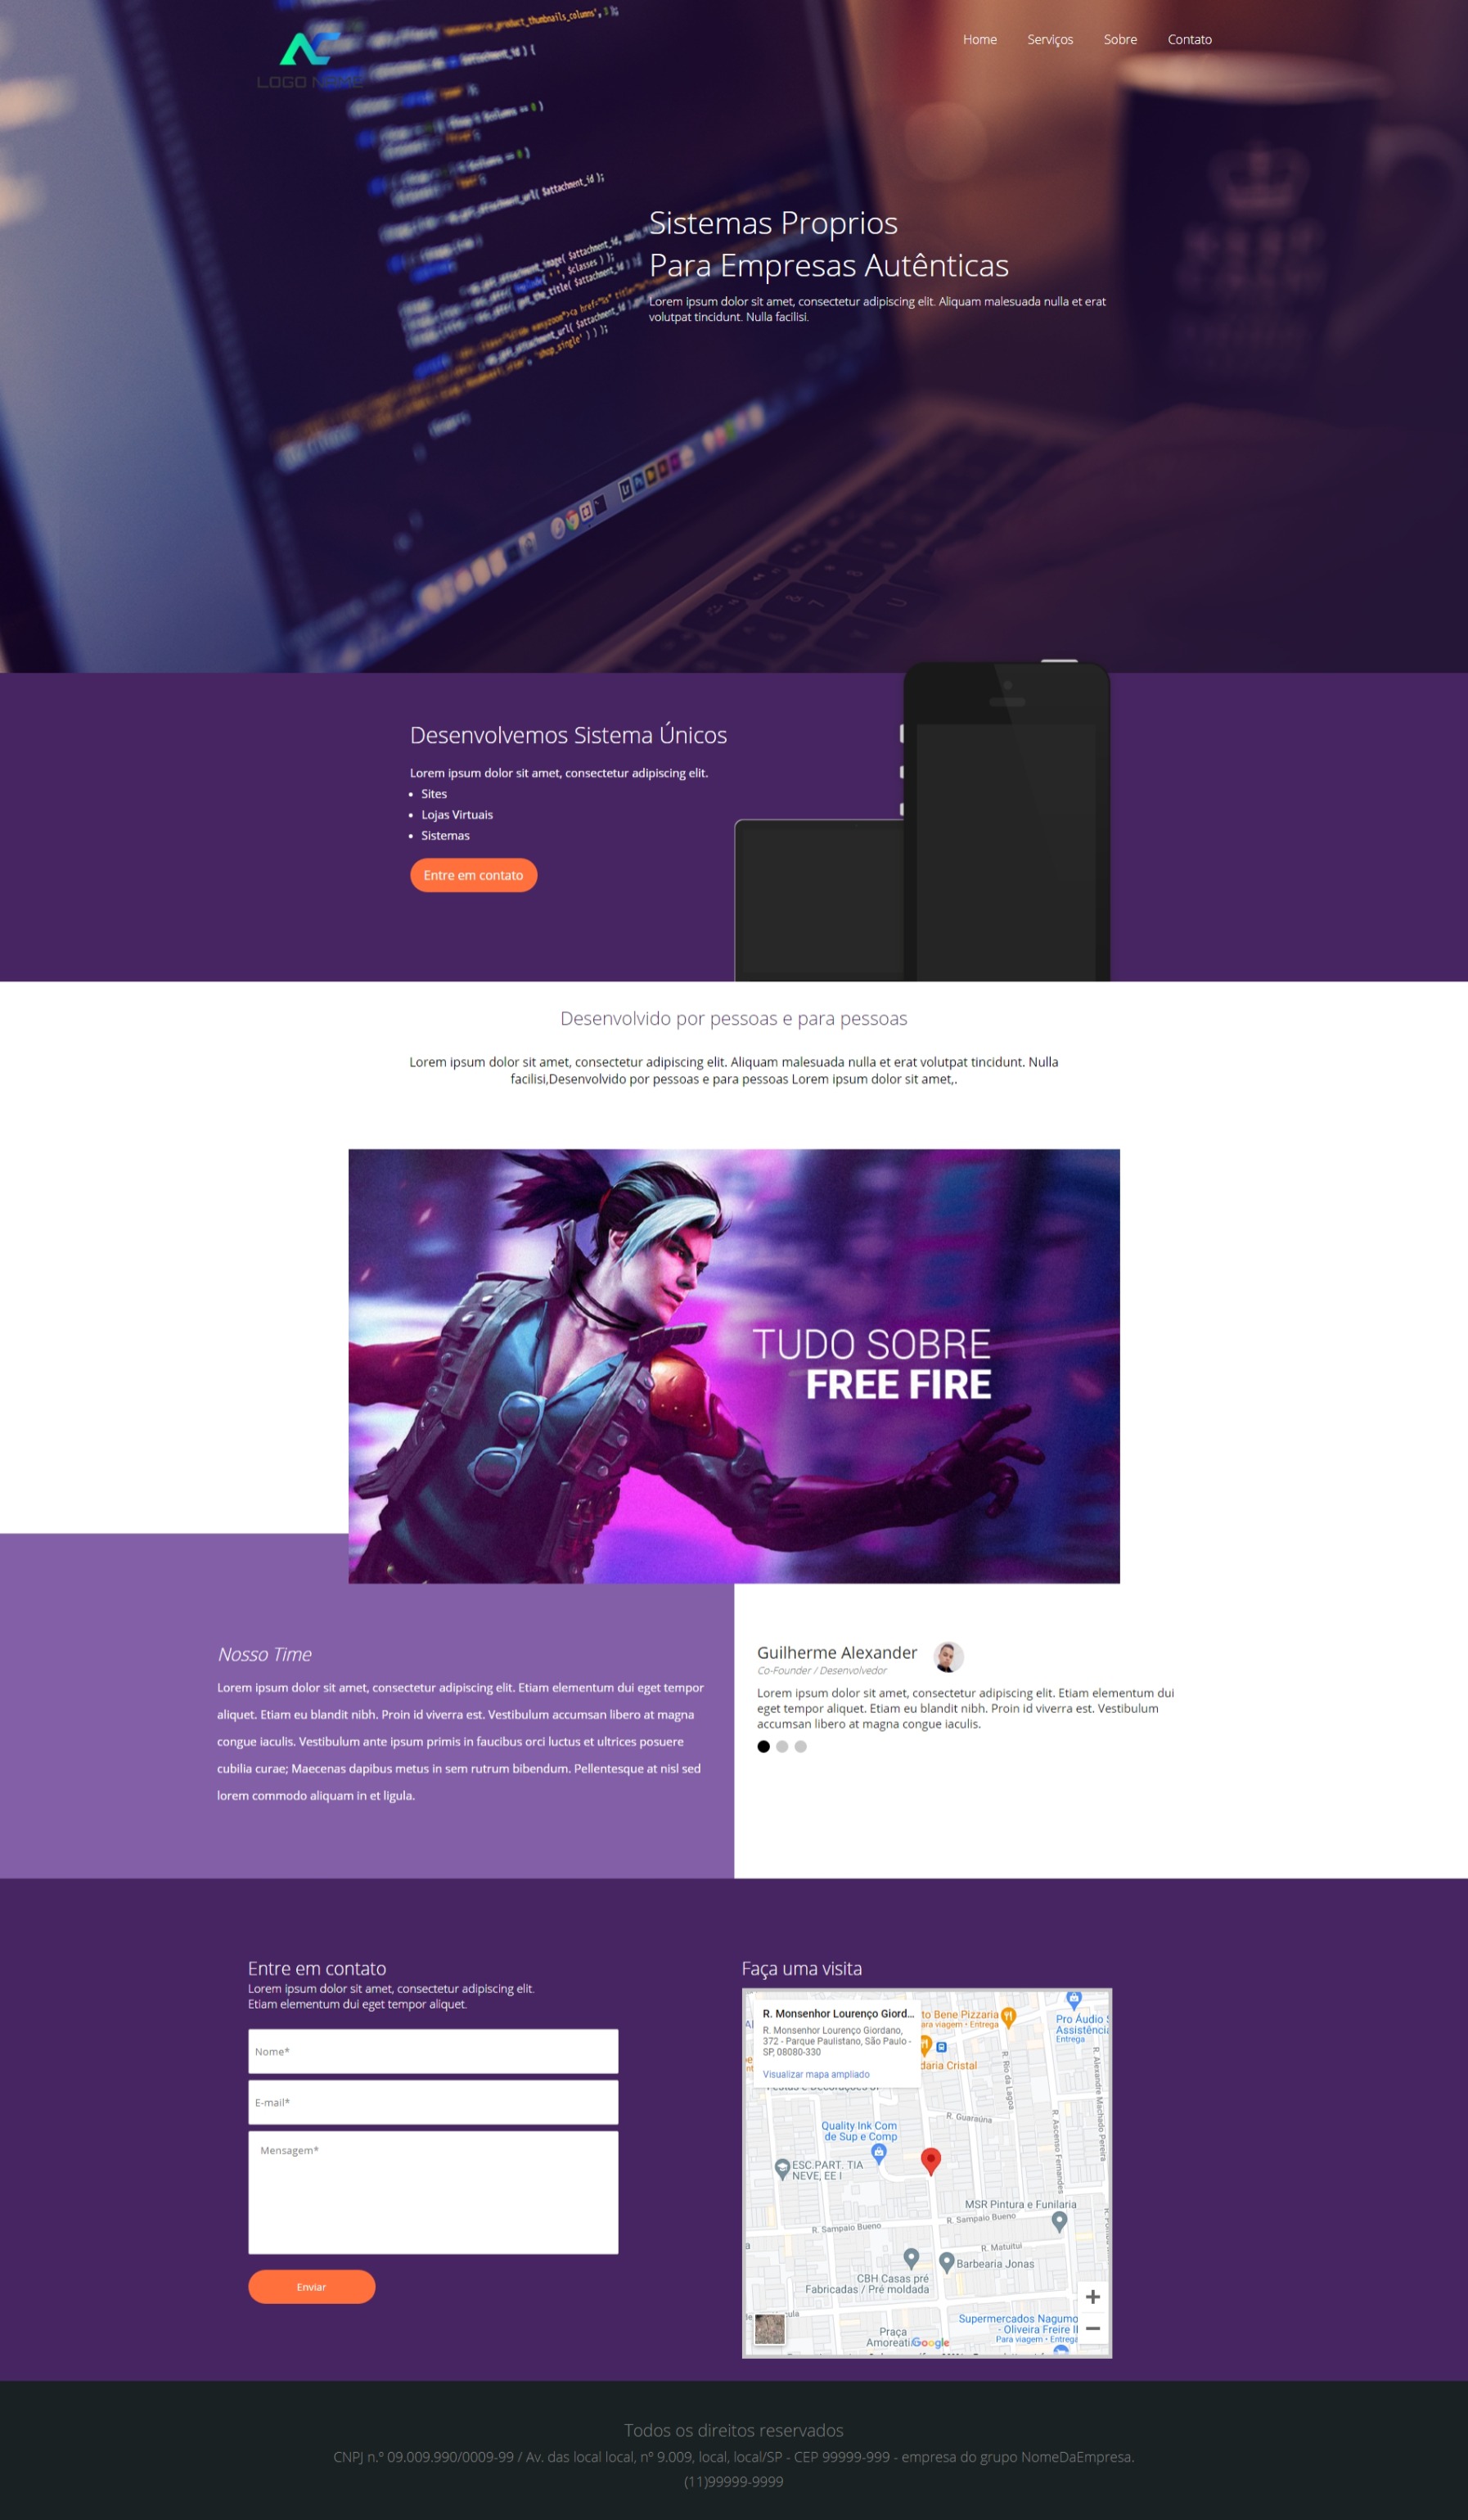 woocommerce_product_thumbnails_columns', 3 );
LOGO
Home Serviços Sobre Contato
Sistemas Proprios
Para Empresas Autênticas
Lorem ipsum dolor sit amet, consectetur adipiscing elit. Aliquam malesuada nulla et erat
volutpat tincidunt. Nulla facilisi.
Desenvolvemos Sistema Únicos
Lorem ipsum dolor sit amet, consectetur adipiscing elit.
• Sites
• Lojas Virtuais
• Sistemas
Entre em contato
Desenvolvido por pessoas e para pessoas
Lorem ipsum dolor sit amet, consectetur adipiscing elit. Aliquam malesuada nulla et erat volutpat tincidunt. Nulla
facilisi,Desenvolvido por pessoas e para pessoas Lorem ipsum dolor sit amet,.
TUDO SOBRE
FREE FIRE
Nosso Time
Lorem ipsum dolor sit amet, consectetur adipiscing elit. Etiam elementum dui eget tempor
aliquet. Etiam eu blandit nibh. Proin id viverra est. Vestibulum accumsan libero at magna
congue iaculis. Vestibulum ante ipsum primis in faucibus orci luctus et ultrices posuere
cubilia curae; Maecenas dapibus metus in sem rutrum bibendum. Pellentesque at nisl sed
lorem commodo aliquam in et ligula.
Guilherme Alexander
Co-Founder / Desenvolvedor
Lorem ipsum dolor sit amet, consectetur adipiscing elit. Etiam elementum dui
eget tempor aliquet. Etiam eu blandit nibh. Proin id viverra est. Vestibulum
accumsan libero at magna congue iaculis.
Entre em contato
Lorem ipsum dolor sit amet, consectetur adipiscing elit.
Etiam elementum dui eget tempor aliquet.
Nome*
E-mail*
Mensagem*
Enviar
Faça uma visita
R. Monsenhor Lourenço Giord...
R. Monsenhor Lourenço Giordano,
372 - Parque Paulistano, São Paulo -
SP, 08080-330
Visualizar mapa ampliado
to Bene Pizzaria
ara viagem • Entrega
Pro Áudio
Assistência
Entrega
daria Cristal
R. Rio da Lagoa
R. Alexandre Machado Pereira
R. Guaraúna
R. Ascenso Fernandes
Quality Ink Com
de Sup e Comp
ESC.PART. TIA
NEVE, EE I
MSR Pintura e Funilaria
R. Sampaio Bueno
R. Sampaio Bueno
R. Matuitui
Barbearia Jonas
CBH Casas pré
Fabricadas / Pré moldada
Supermercados Nagumo
- Oliveira Freire II
Para viagem • Entrega
Praça
Google
Todos os direitos reservados
CNPJ n.º 09.009.990/0009-99 / Av. das local local, nº 9.009, local, local/SP - CEP 99999-999 - empresa do grupo NomeDaEmpresa.
(11)99999-9999